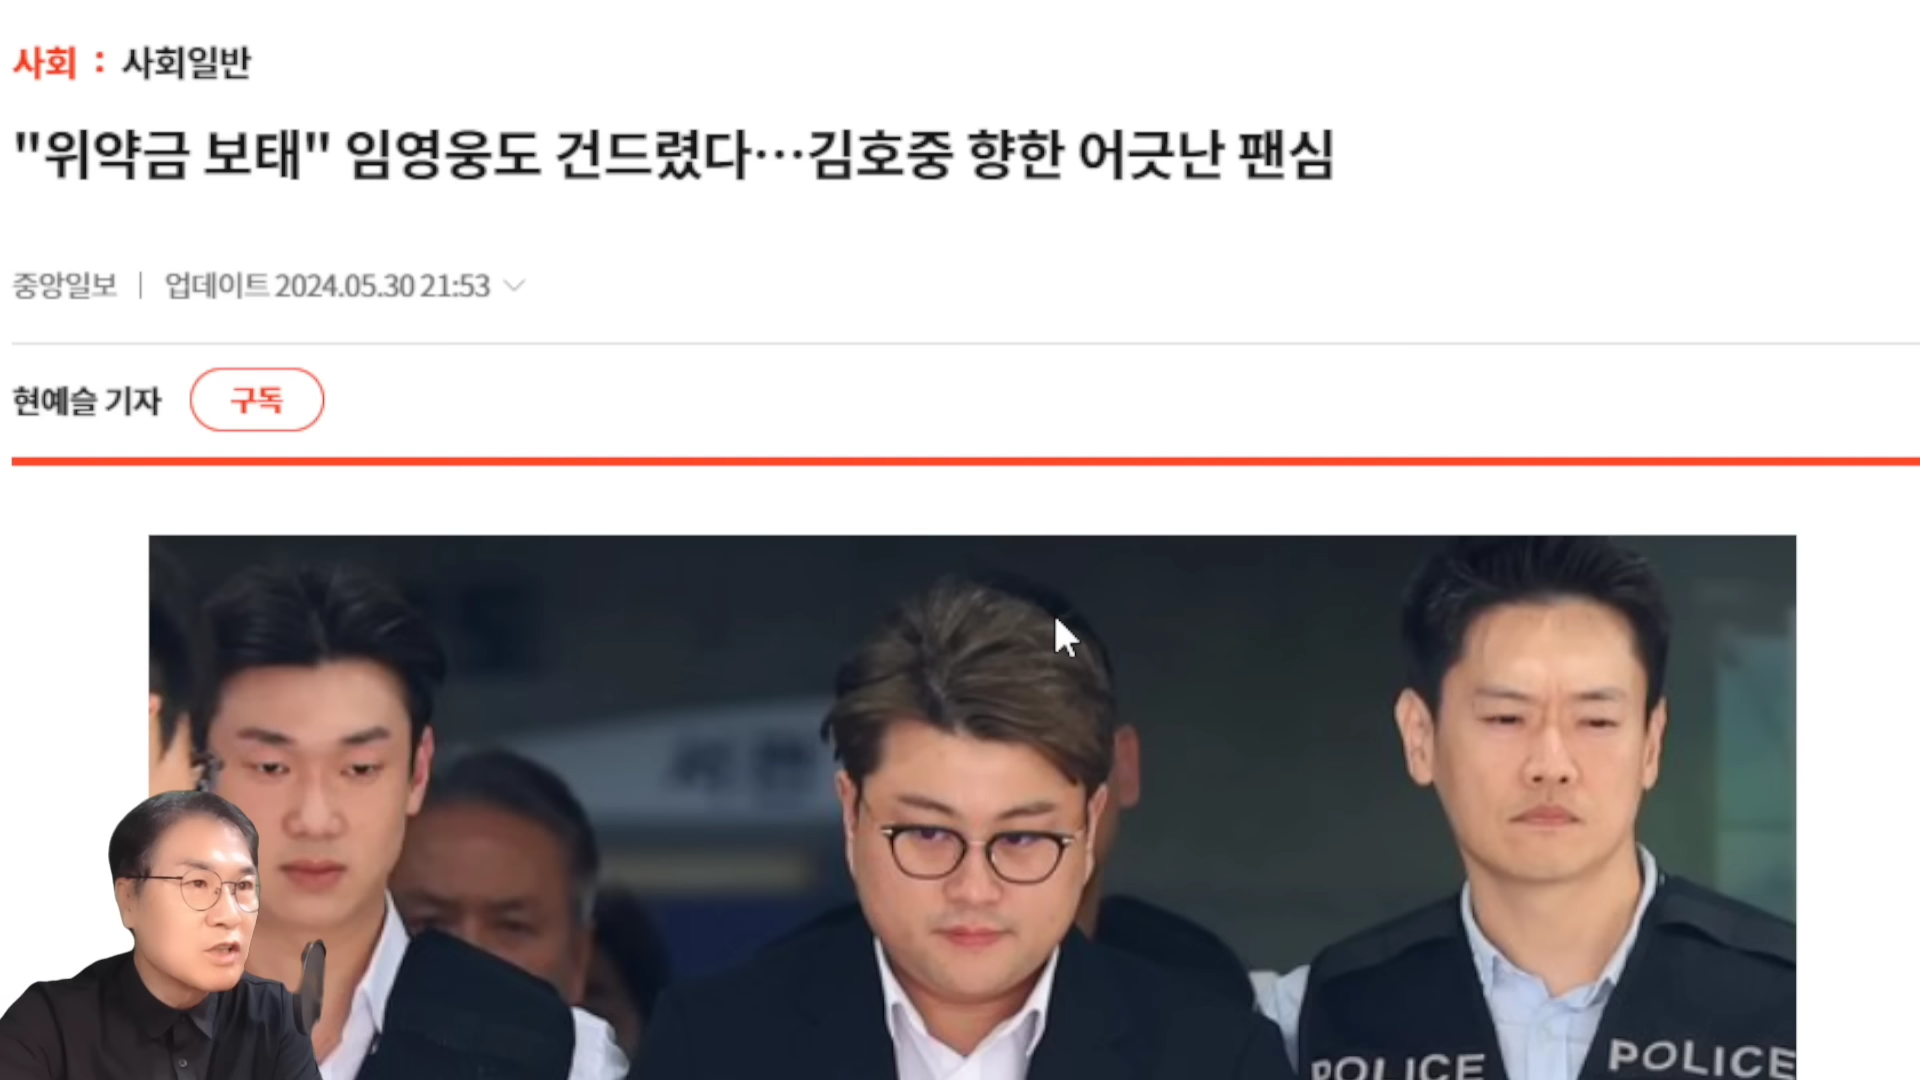 사회 : 사회일반
"위약금 보태" 임영웅도 건드렸다…김호중 향한 어긋난 팬심
중앙일보 | 업데이트 2024.05.30 21:53
현예슬 기자 구독
POLICE POLICE